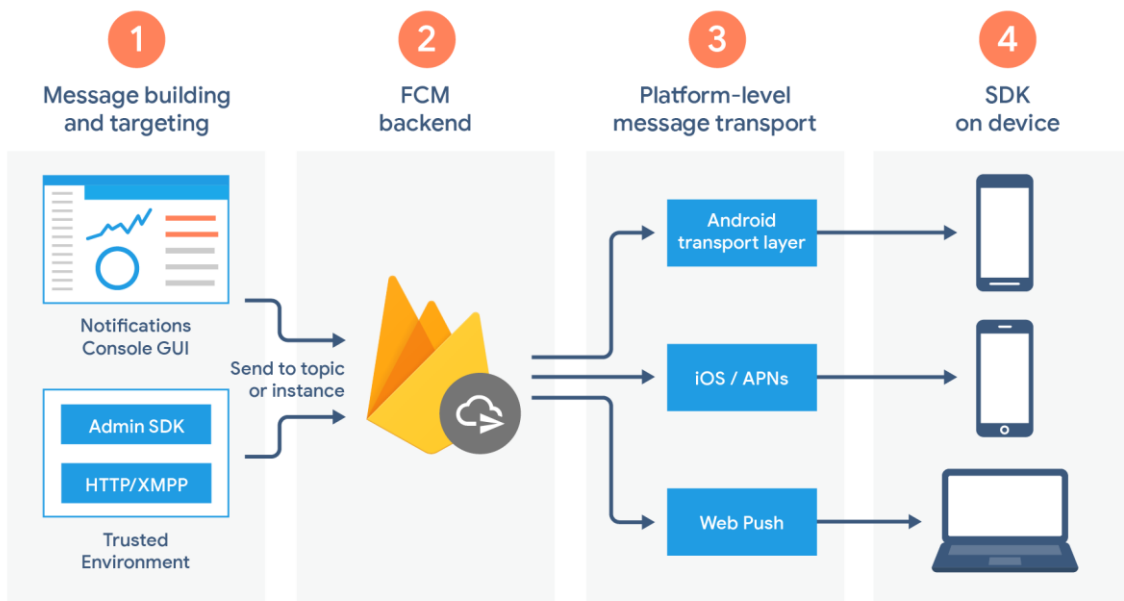 1
Message building
and targeting
2
FCM
backend
3
Platform-level
message transport
4
SDK
on device
Notifications
Console GUI
Send to topic
or instance
Admin SDK
HTTP/XMPP
Trusted
Environment
Android
transport layer
iOS / APNs
Web Push